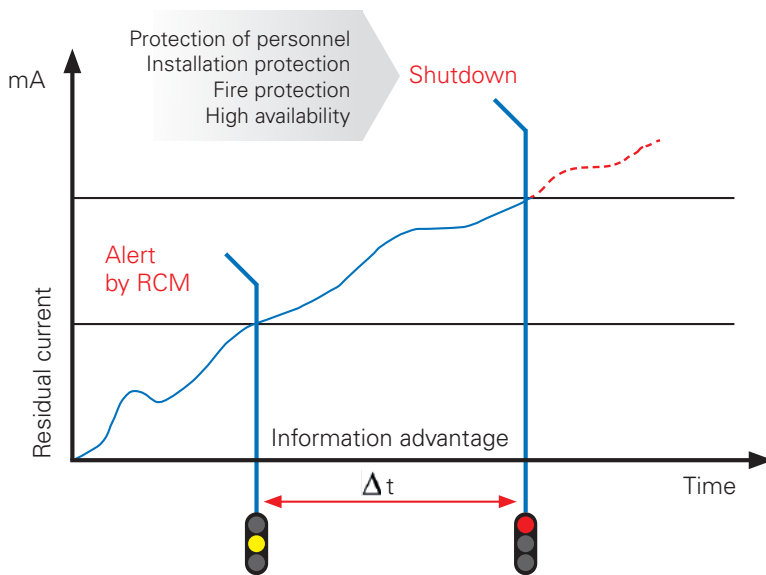 Protection of personnel
Installation protection
Fire protection
High availability
mA
Shutdown
Alert
by RCM
Residual current
Information advantage
Δ t
Time